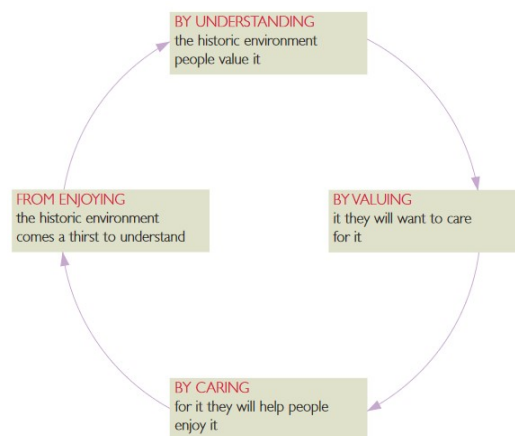 BY UNDERSTANDING
the historic environment
people value it
BY VALUING
it they will want to care
for it
BY CARING
for it they will help people
enjoy it
FROM ENJOYING
the historic environment
comes a thirst to understand